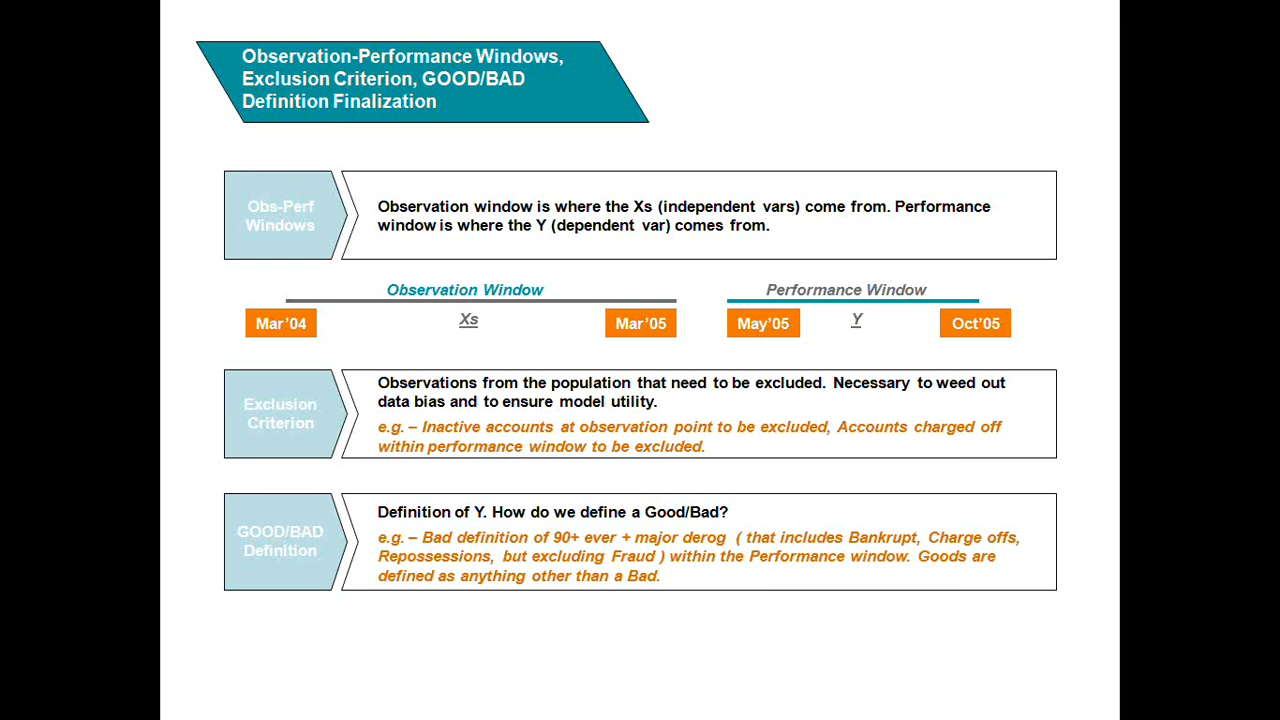 Observation-Performance Windows,
Exclusion Criterion, GOOD/BAD
Definition Finalization
Obs-Perf
Windows
Observation window is where the Xs (independent vars) come from. Performance
window is where the Y (dependent var) comes from.
Observation Window
Performance Window
Mar’04
Xs
Mar’05
May’05
Y
Oct’05
Exclusion
Criterion
Observations from the population that need to be excluded. Necessary to weed out
data bias and to ensure model utility.
e.g. – Inactive accounts at observation point to be excluded, Accounts charged off
within performance window to be excluded.
GOOD/BAD
Definition
Definition of Y. How do we define a Good/Bad?
e.g. – Bad definition of 90+ ever + major derog ( that includes Bankrupt, Charge offs,
Repossessions, but excluding Fraud ) within the Performance window. Goods are
defined as anything other than a Bad.